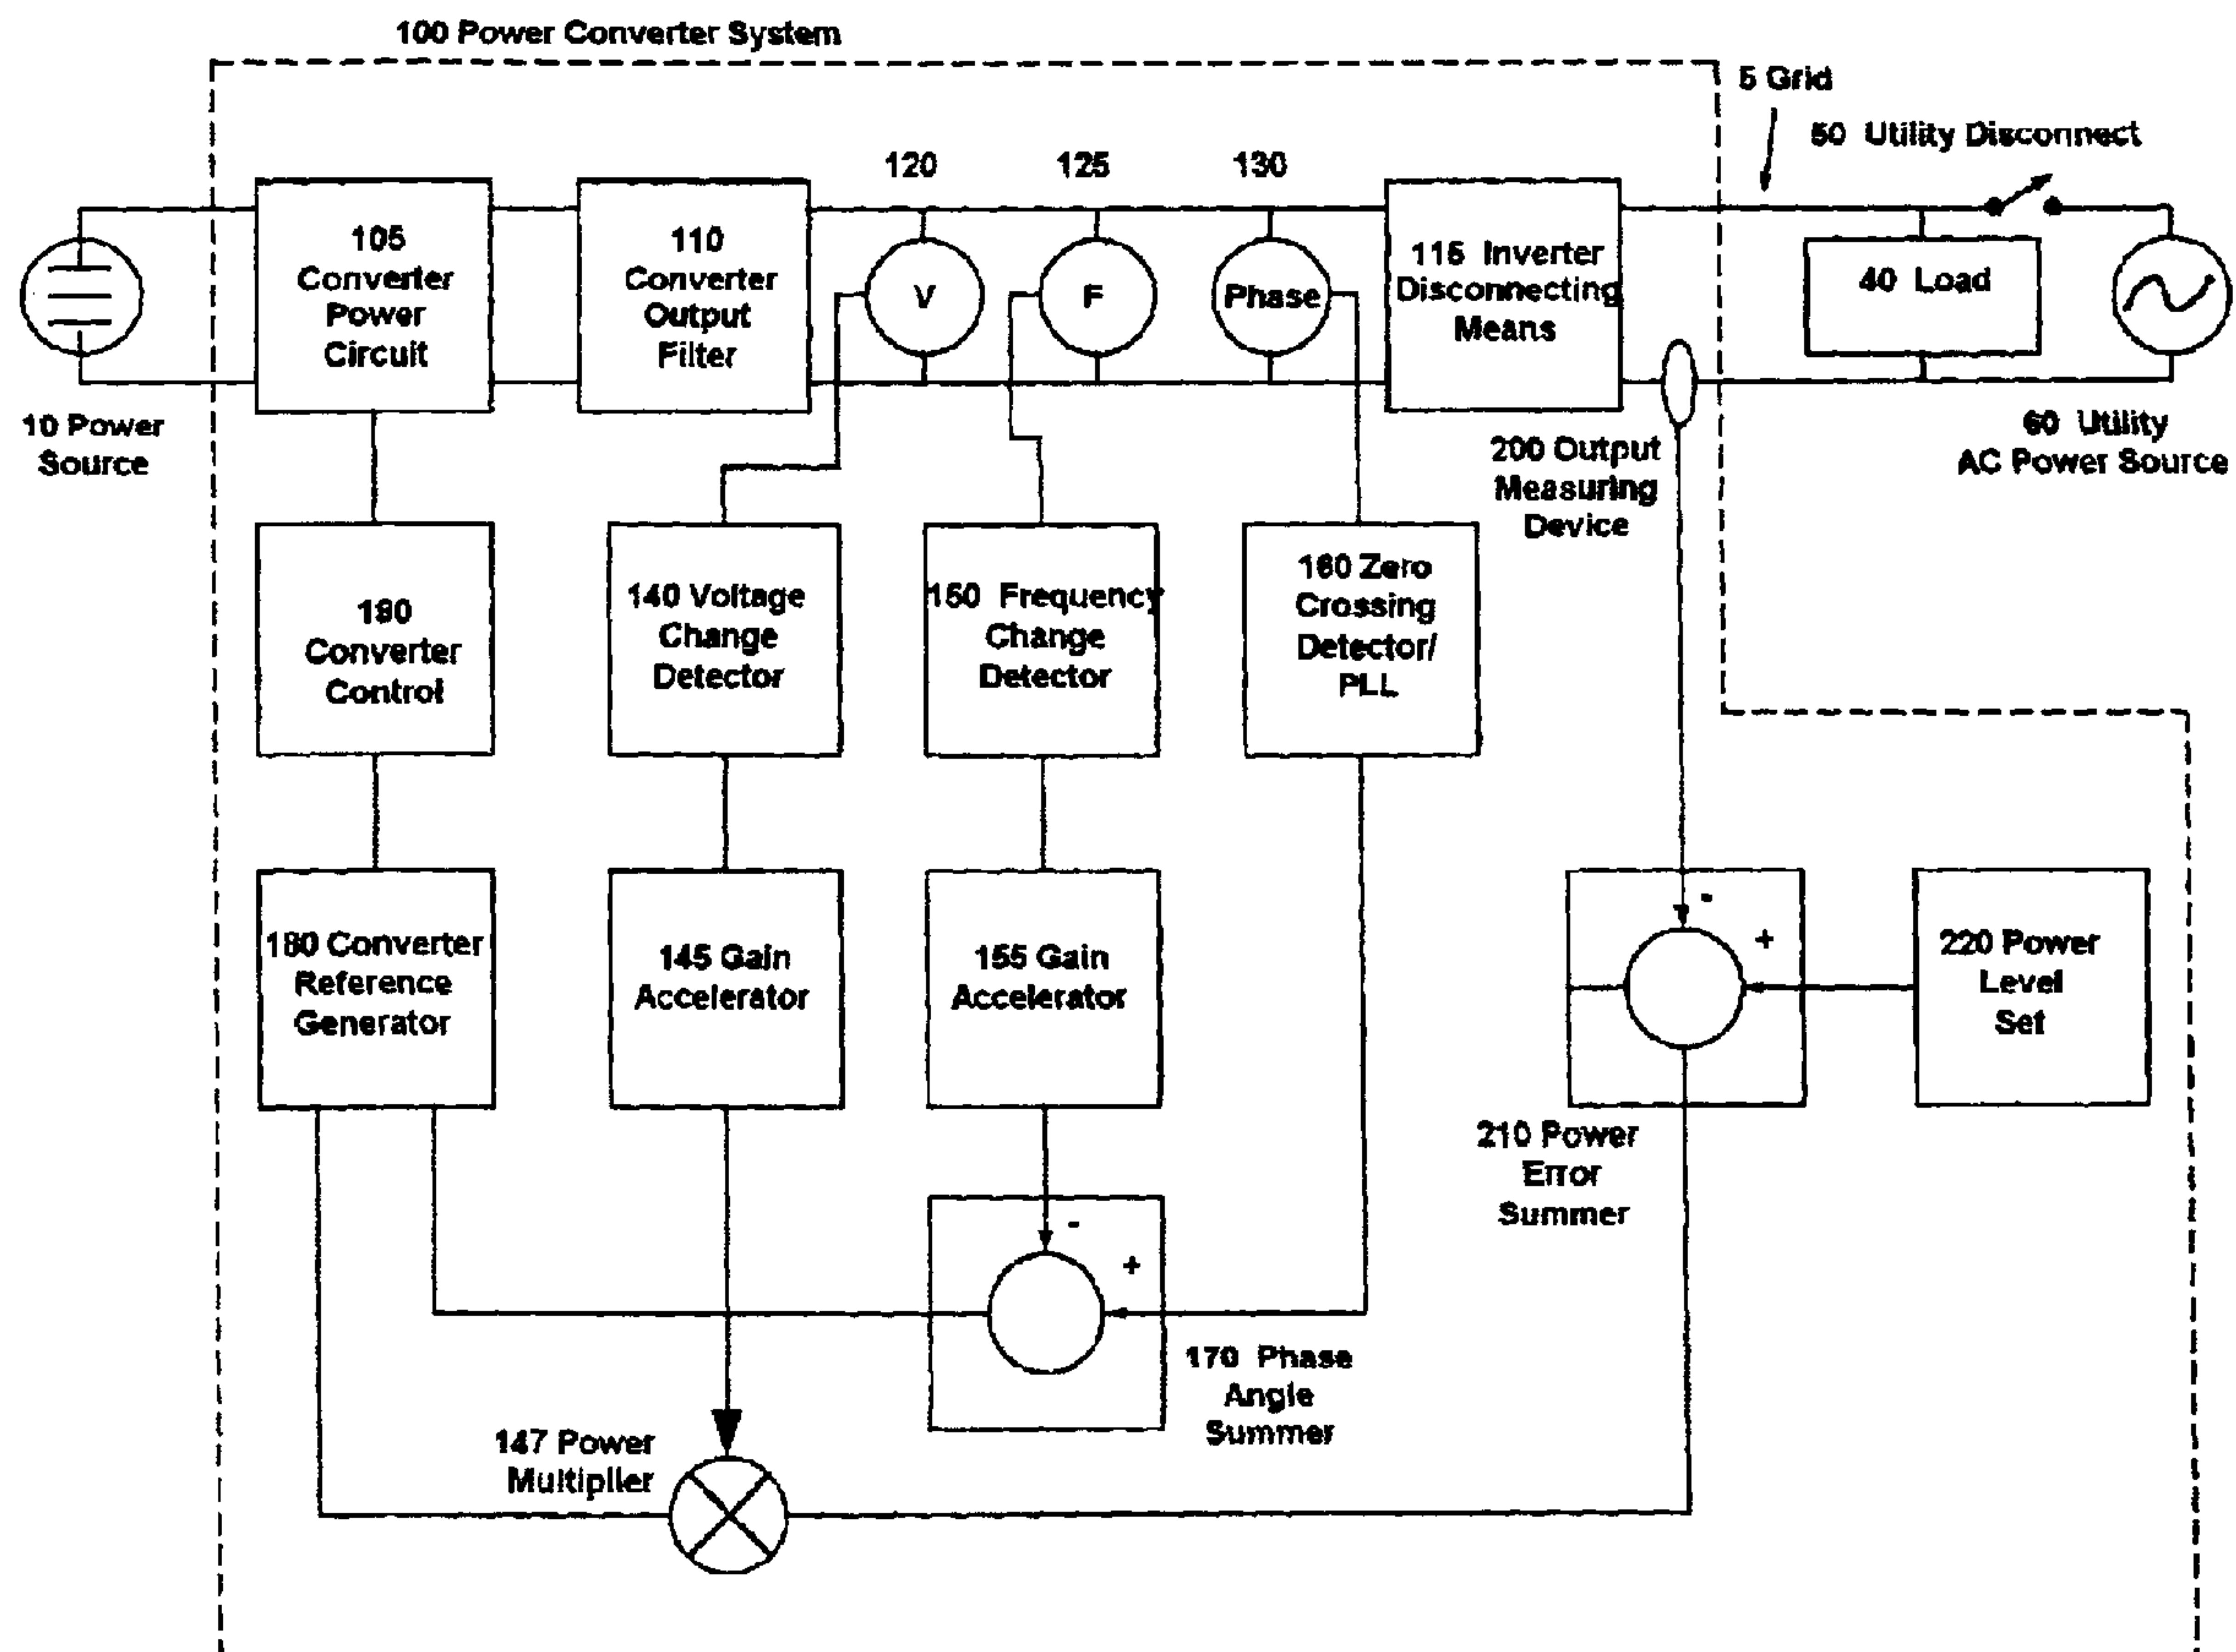 100 Power Converter System
5 Grid
50 Utility Disconnect
120
125
130
105
Converter
Power
Circuit
110
Converter
Output
Filter
V
F
Phase
115 Inverter
Disconnecting
Means
40 Load
10 Power
Source
200 Output
Measuring
Device
60 Utility
AC Power Source
190
Converter
Control
140 Voltage
Change
Detector
150 Frequency
Change
Detector
160 Zero
Crossing
Detector/
PLL
180 Converter
Reference
Generator
145 Gain
Accelerator
155 Gain
Accelerator
-
+
220 Power
Level
Set
210 Power
Error
Summer
-
+
170 Phase
Angle
Summer
147 Power
Multiplier